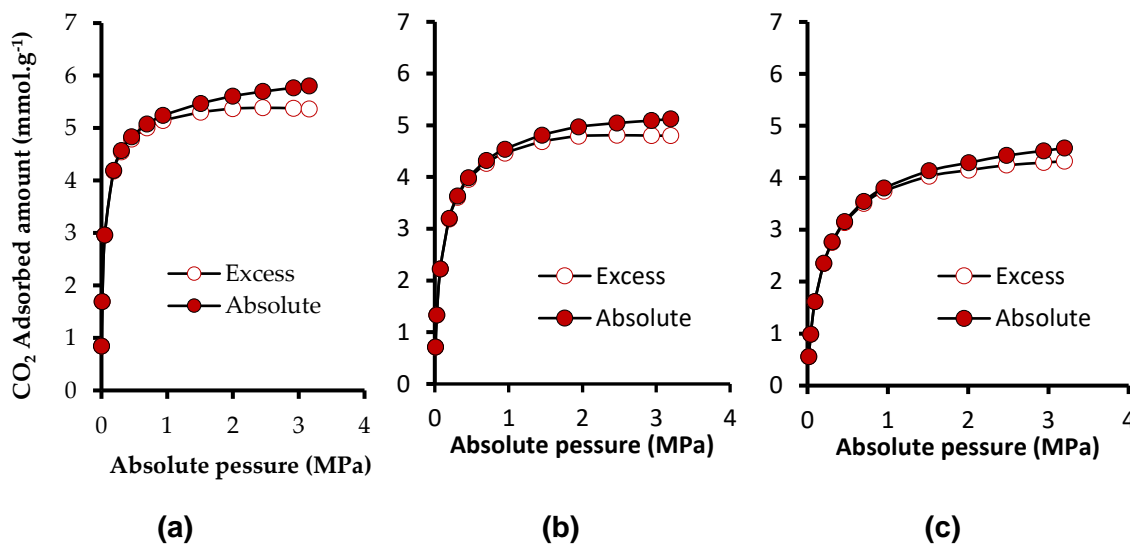 CO₂ Adsorbed amount (mmol.g⁻¹)
7
6
5
4
3
2
1
0
0 1 2 3 4
Excess
Absolute
Absolute pessure (MPa)
(a)
7
6
5
4
3
2
1
0
0 1 2 3 4
Excess
Absolute
Absolute pessure (MPa)
(b)
7
6
5
4
3
2
1
0
0 1 2 3 4
Excess
Absolute
Absolute pessure (MPa)
(c)